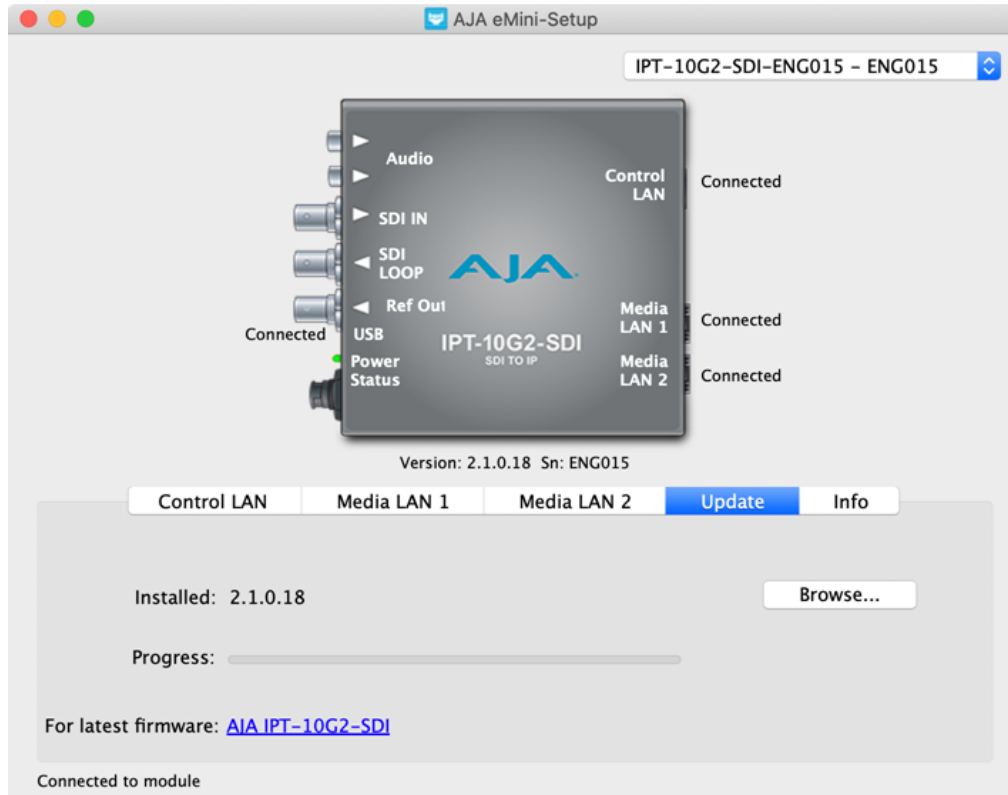 AJA eMini-Setup
IPT-10G2-SDI-ENG015 - ENG015
Audio
Control
LAN
Connected
SDI IN
SDI
LOOP
AJA
Ref Out
Media
LAN 1
Connected
Connected
USB
IPT-10G2-SDI
SDI TO IP
Power
Status
Media
LAN 2
Connected
Version: 2.1.0.18 Sn: ENG015
Control LAN
Media LAN 1
Media LAN 2
Update
Info
Installed: 2.1.0.18
Browse...
Progress:
For latest firmware: AJA IPT-10G2-SDI
Connected to module